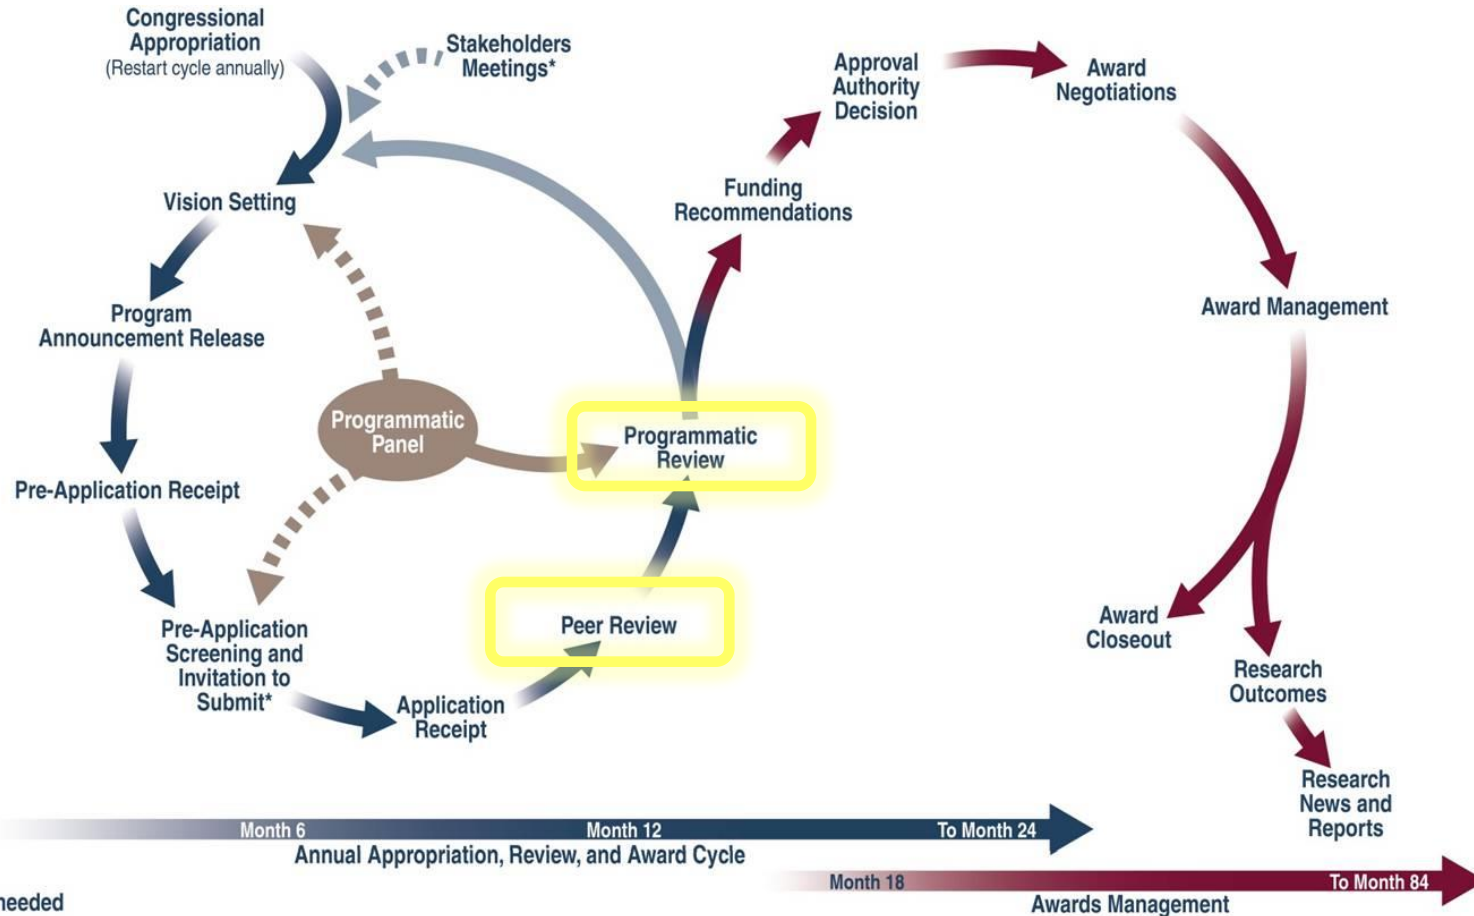 Congressional
Appropriation
(Restart cycle annually)
Stakeholders
Meetings*
Vision Setting
Program
Announcement Release
Pre-Application Receipt
Pre-Application
Screening and
Invitation to
Submit*
Application
Receipt
Peer Review
Programmatic
Panel
Programmatic
Review
Funding
Recommendations
Approval
Authority
Decision
Award
Negotiations
Award Management
Award
Closeout
Research
Outcomes
Research
News and
Reports
Month 6
Month 12
To Month 24
Annual Appropriation, Review, and Award Cycle
Month 18
To Month 84
Awards Management
needed